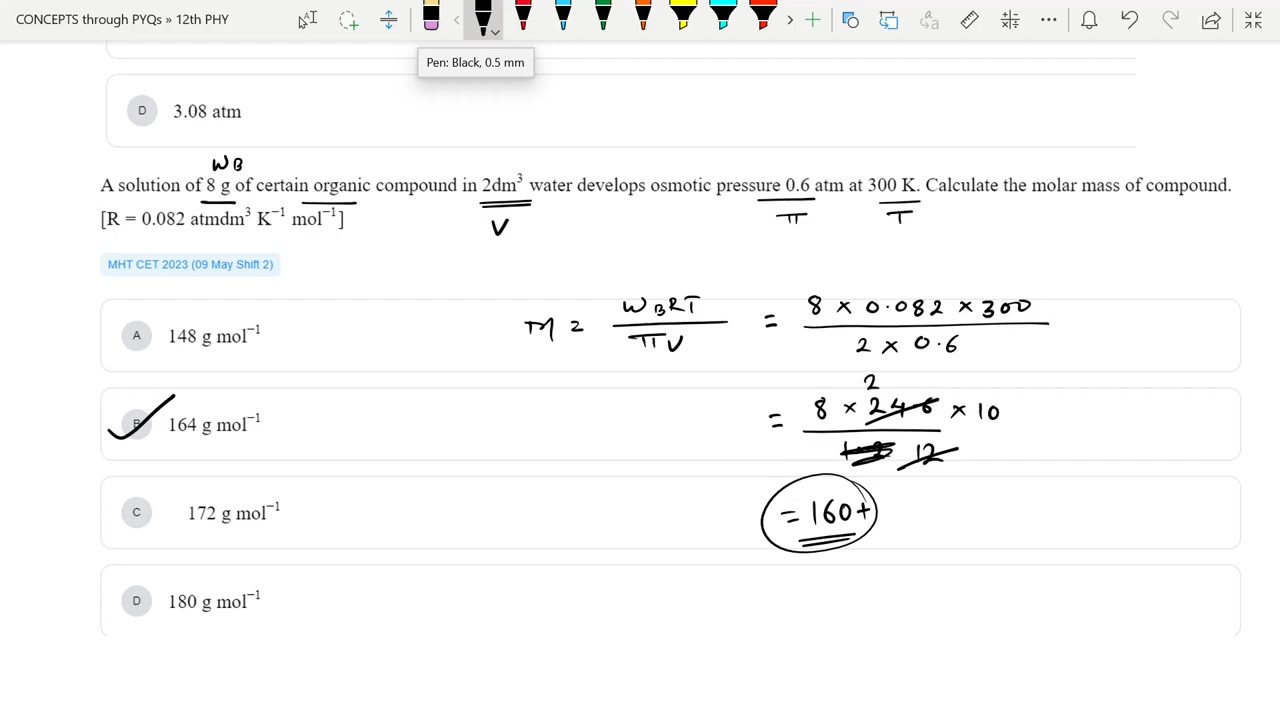 CONCEPTS through PYQs » 12th PHY
Pen: Black, 0.5 mm
D 3.08 atm
WB
A solution of 8 g of certain organic compound in 2dm³ water develops osmotic pressure 0.6 atm at 300 K. Calculate the molar mass of compound.
[R = 0.082 atmdm³ K⁻¹ mol⁻¹]
V π T
MHT CET 2023 (09 May Shift 2)
A 148 g mol⁻¹
M = WBRT / πV = 8 × 0.082 × 300 / 2 × 0.6
B 164 g mol⁻¹
2
= 8 × 246 × 10 / 12
C 172 g mol⁻¹
= 160+
D 180 g mol⁻¹